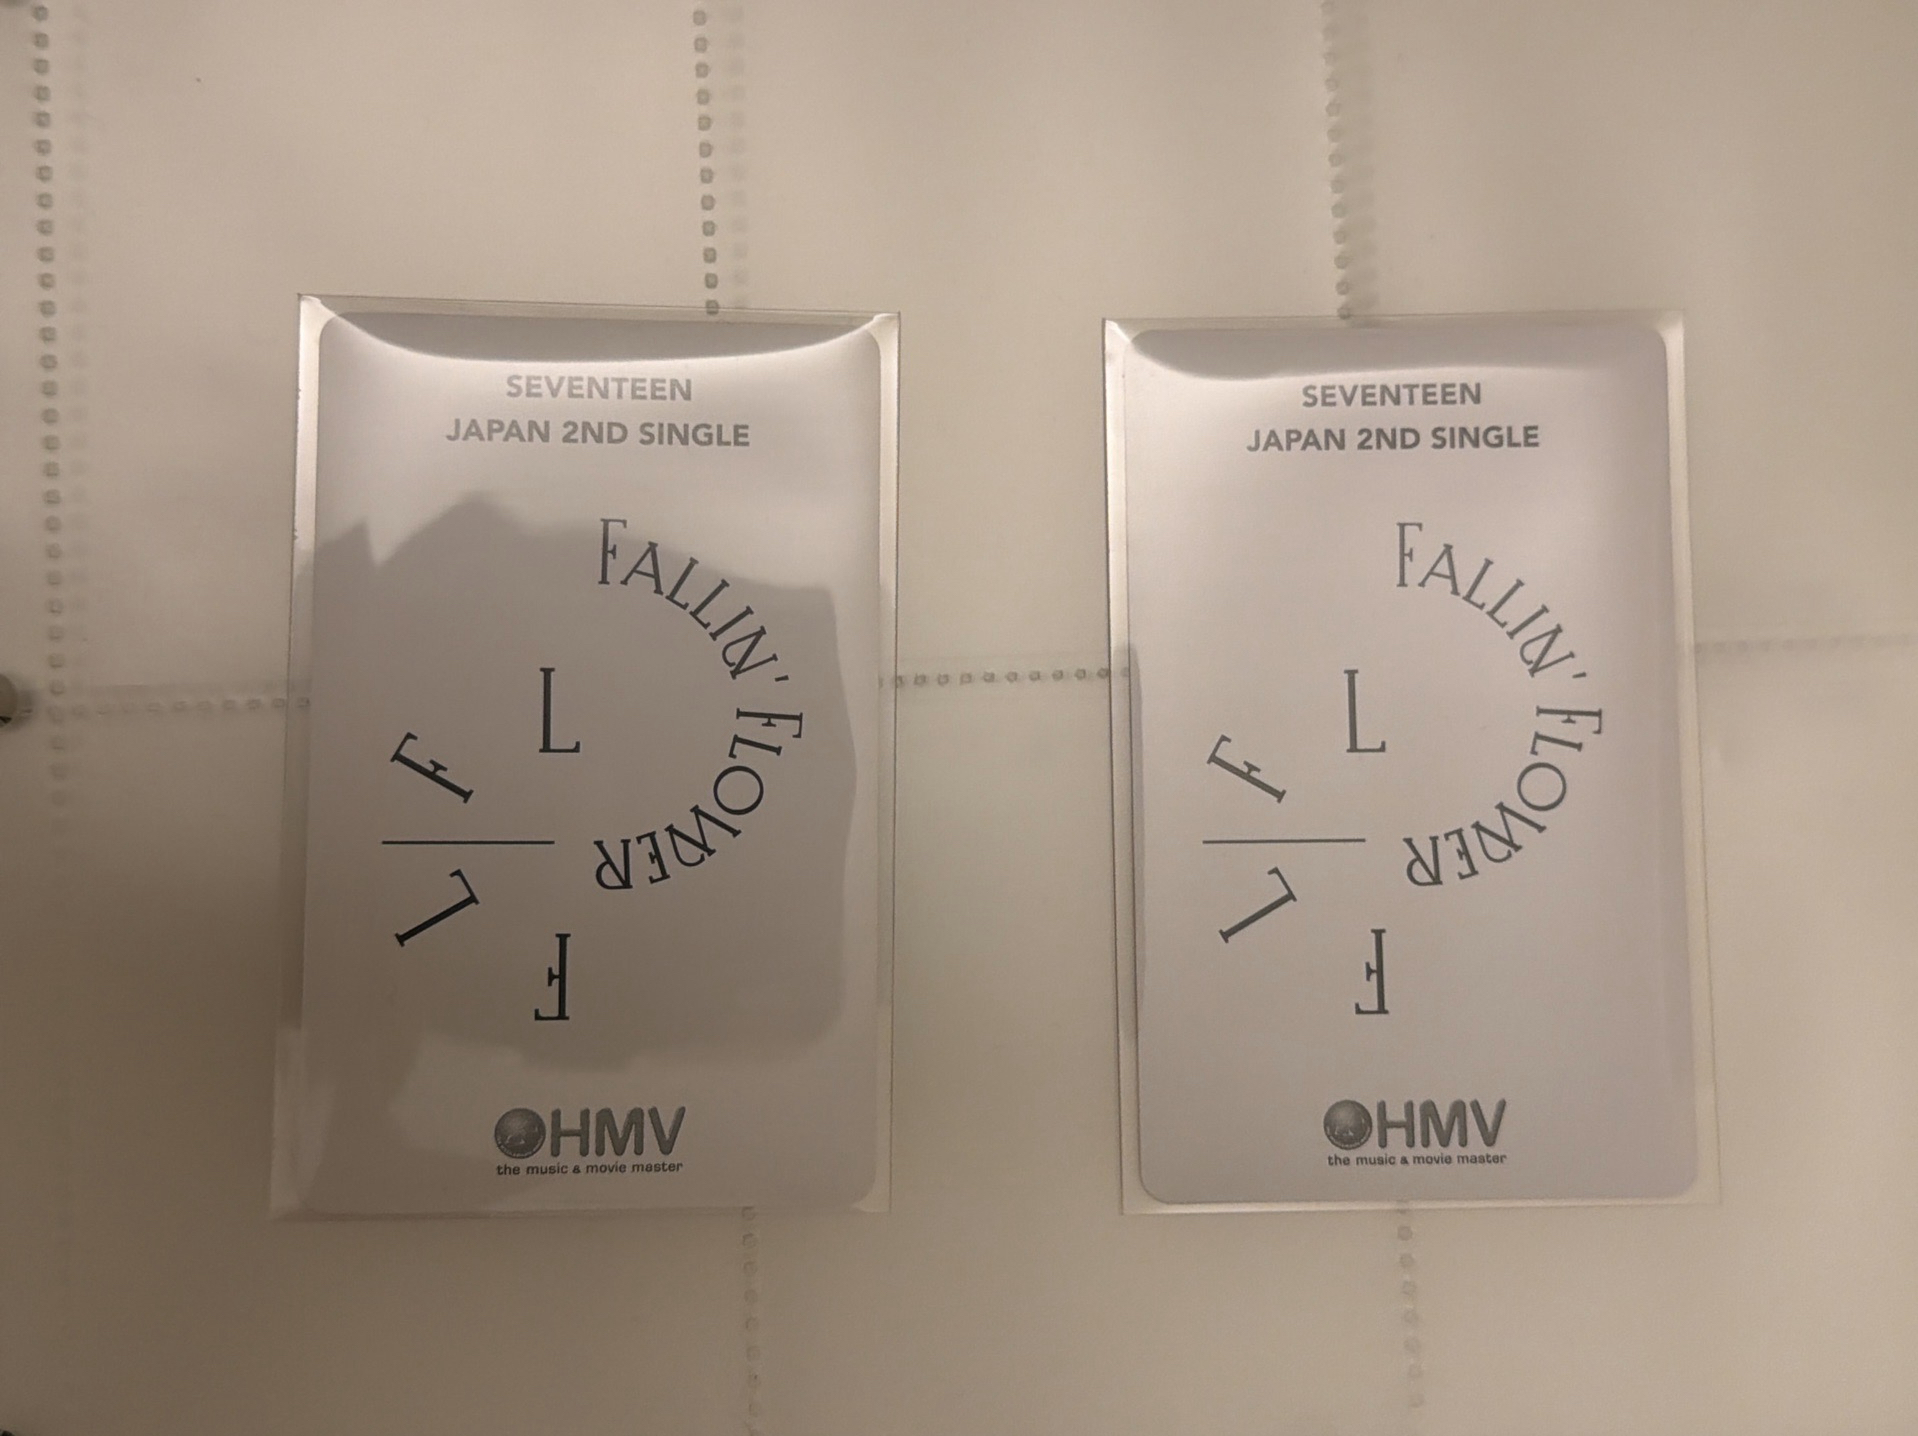 SEVENTEEN
JAPAN 2ND SINGLE
FALLIN' FLOWER
L
F
L
F
HMV
the music & movie master
SEVENTEEN
JAPAN 2ND SINGLE
FALLIN' FLOWER
L
F
L
F
HMV
the music & movie master